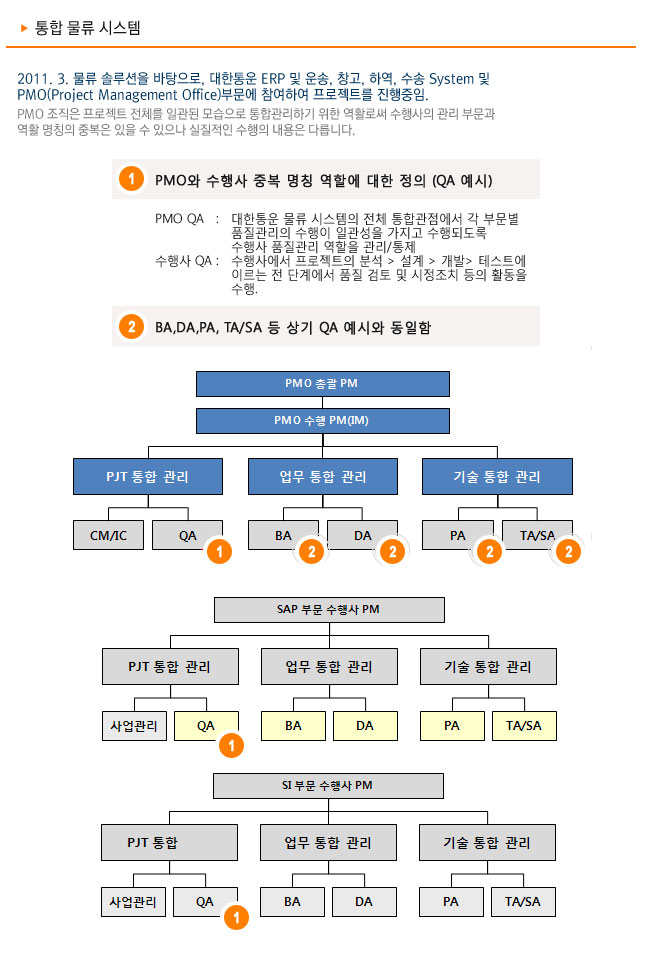 통합 물류 시스템
2011. 3. 물류 솔루션을 바탕으로, 대한통운 ERP 및 운송, 창고, 하역, 수송 System 및
PMO(Project Management Office)부문에 참여하여 프로젝트를 진행중임.
PMO 조직은 프로젝트 전체를 일관된 모습으로 통합관리하기 위한 역활로써 수행사의 관리 부문과
역활 명칭의 중복은 있을 수 있으나 실질적인 수행의 내용은 다릅니다.
1 PMO와 수행사 중복 명칭 역할에 대한 정의 (QA 예시)
PMO QA : 대한통운 물류 시스템의 전체 통합관점에서 각 부문별
품질관리의 수행이 일관성을 가지고 수행되도록
수행사 품질관리 역할을 관리/통제
수행사 QA : 수행사에서 프로젝트의 분석 > 설계 > 개발> 테스트에
이르는 전 단계에서 품질 검토 및 시정조치 등의 활동을
수행.
2 BA,DA,PA, TA/SA 등 상기 QA 예시와 동일함
PMO 총괄 PM
PMO 수행 PM(IM)
PJT 통합 관리 업무 통합 관리 기술 통합 관리
CM/IC QA BA DA PA TA/SA
1 2 2 2 2
SAP 부문 수행사 PM
PJT 통합 관리 업무 통합 관리 기술 통합 관리
사업관리 QA BA DA PA TA/SA
1
SI 부문 수행사 PM
PJT 통합 업무 통합 관리 기술 통합 관리
사업관리 QA BA DA PA TA/SA
1